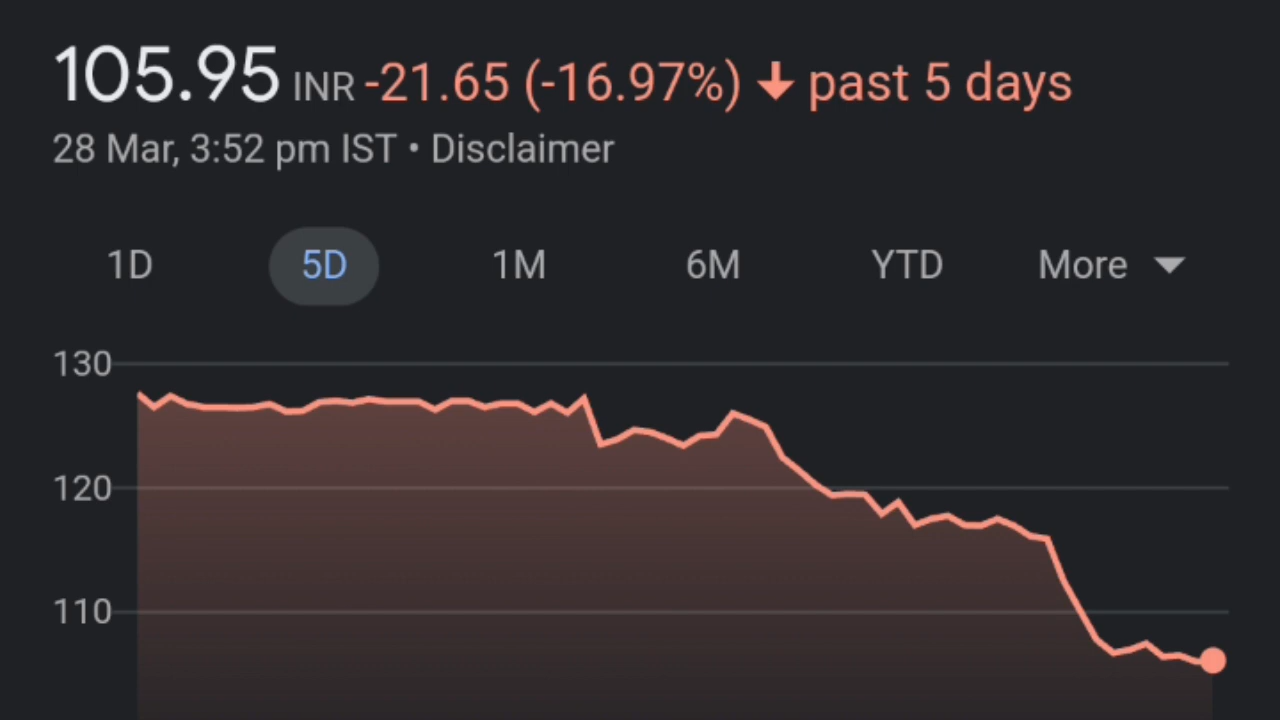 105.95 INR -21.65 (-16.97%) ↓ past 5 days
28 Mar, 3:52 pm IST • Disclaimer
1D 5D 1M 6M YTD More
130
120
110